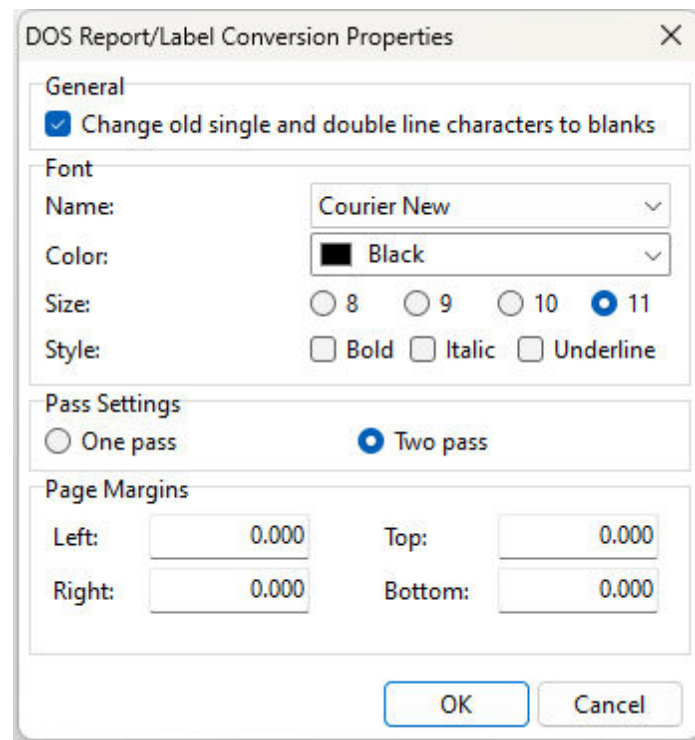 DOS Report/Label Conversion Properties
General
Change old single and double line characters to blanks
Font
Name: Courier New
Color: Black
Size: 8 9 10 11
Style: Bold Italic Underline
Pass Settings
One pass Two pass
Page Margins
Left: 0.000 Top: 0.000
Right: 0.000 Bottom: 0.000
OK Cancel